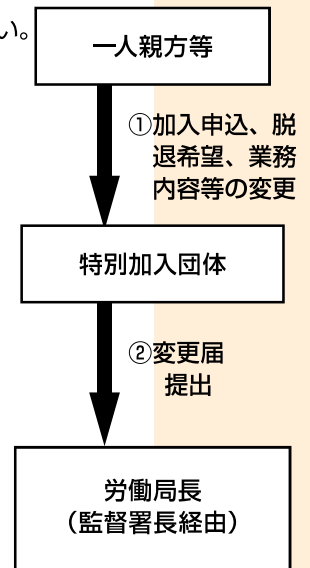 い。
一人親方等
①加入申込、脱
退希望、業務
内容等の変更
特別加入団体
②変更届
提出
労働局長
（監督署長経由）